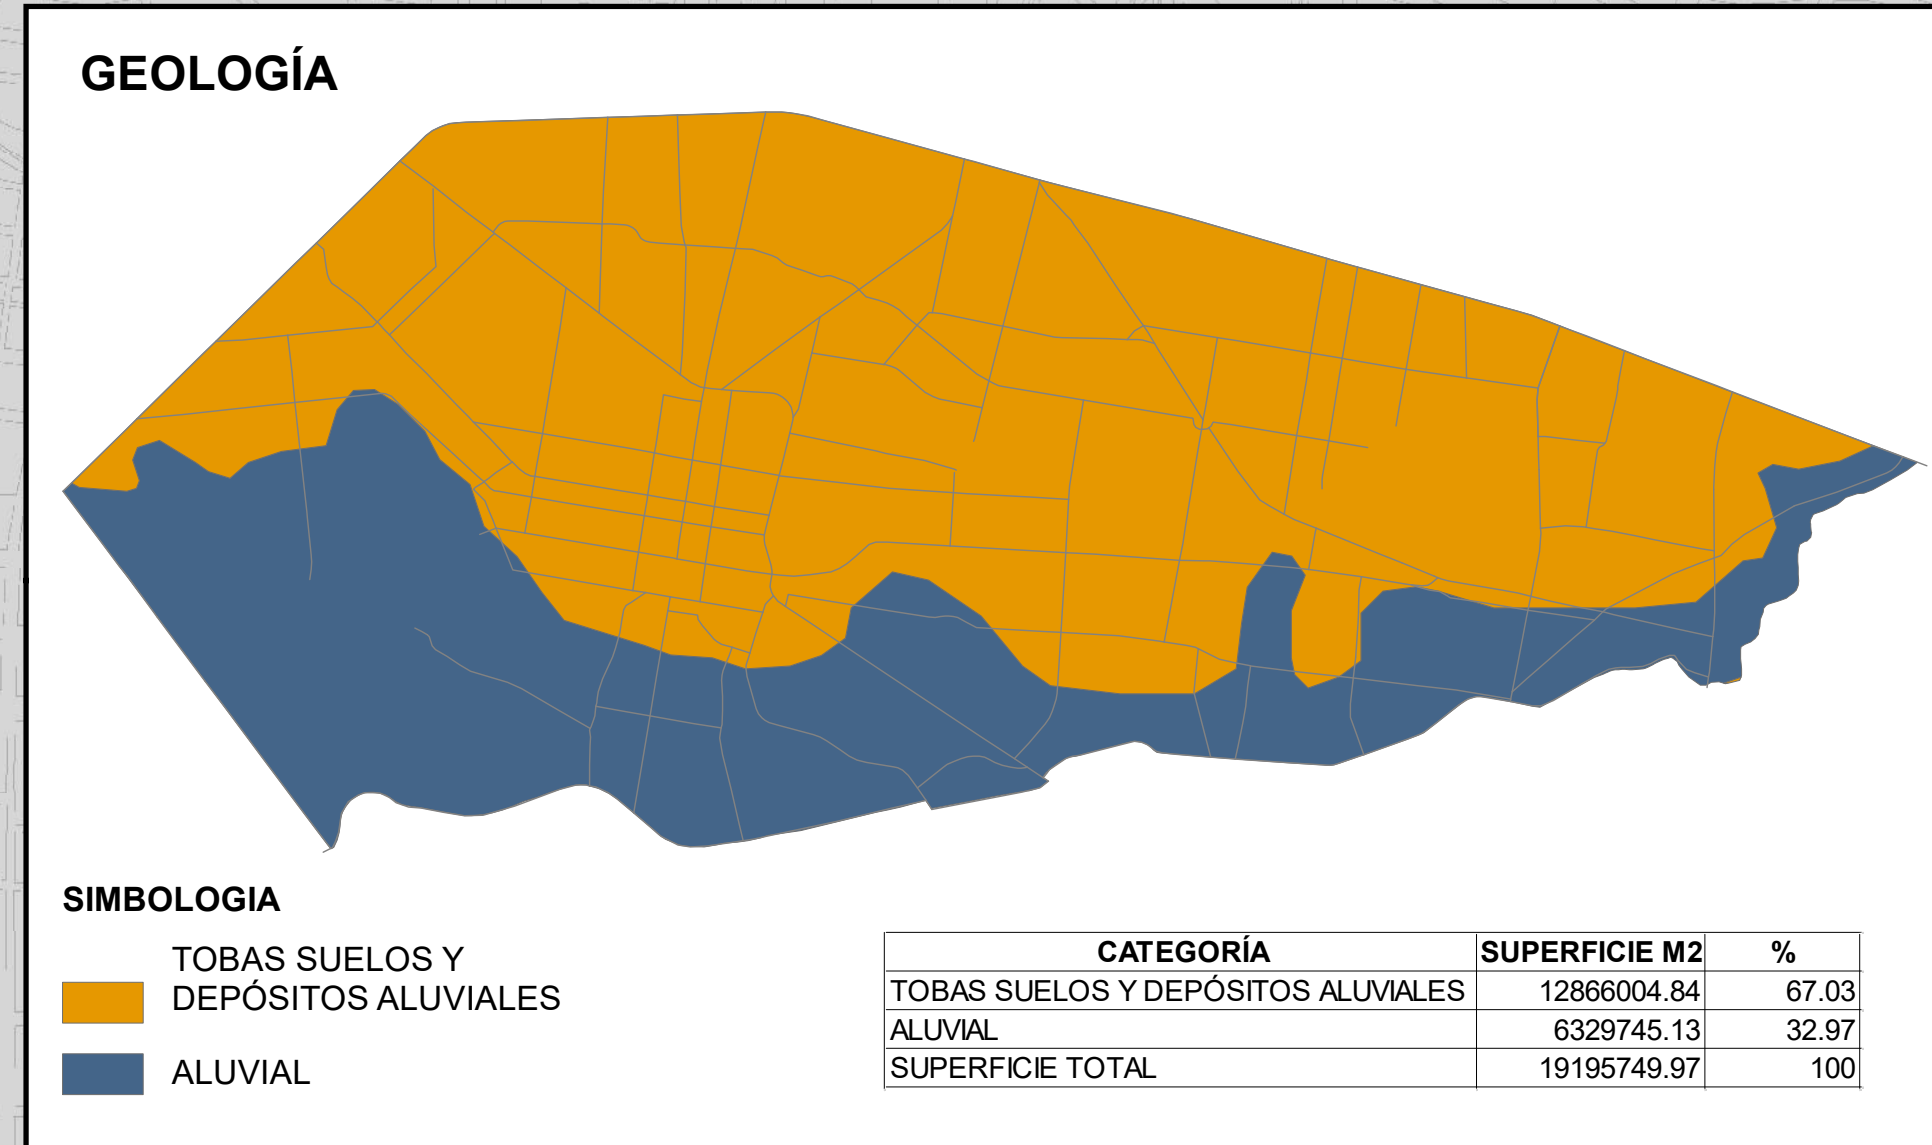 GEOLOGÍA
SIMBOLOGIA
TOBAS SUELOS Y
DEPÓSITOS ALUVIALES
ALUVIAL
CATEGORÍA SUPERFICIE M2 %
TOBAS SUELOS Y DEPÓSITOS ALUVIALES 12866004.84 67.03
ALUVIAL 6329745.13 32.97
SUPERFICIE TOTAL 19195749.97 100